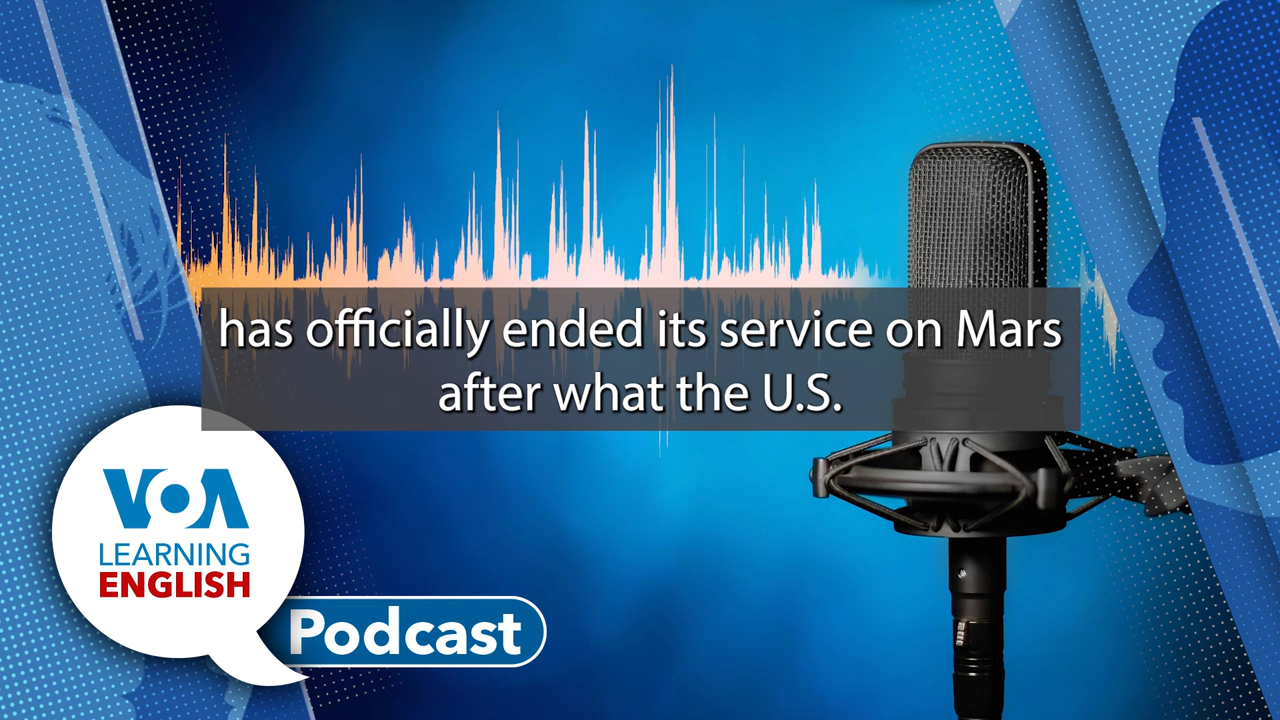 has officially ended its service on Mars
after what the U.S.
VOA
LEARNING
ENGLISH
Podcast